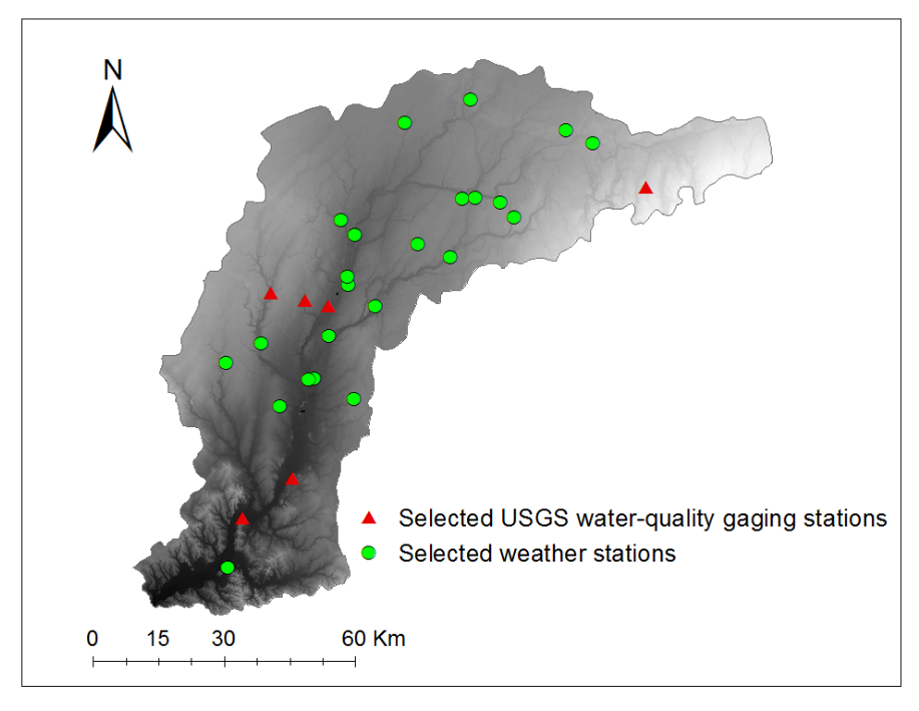 N
Selected USGS water-quality gaging stations
Selected weather stations
0 15 30 60 Km